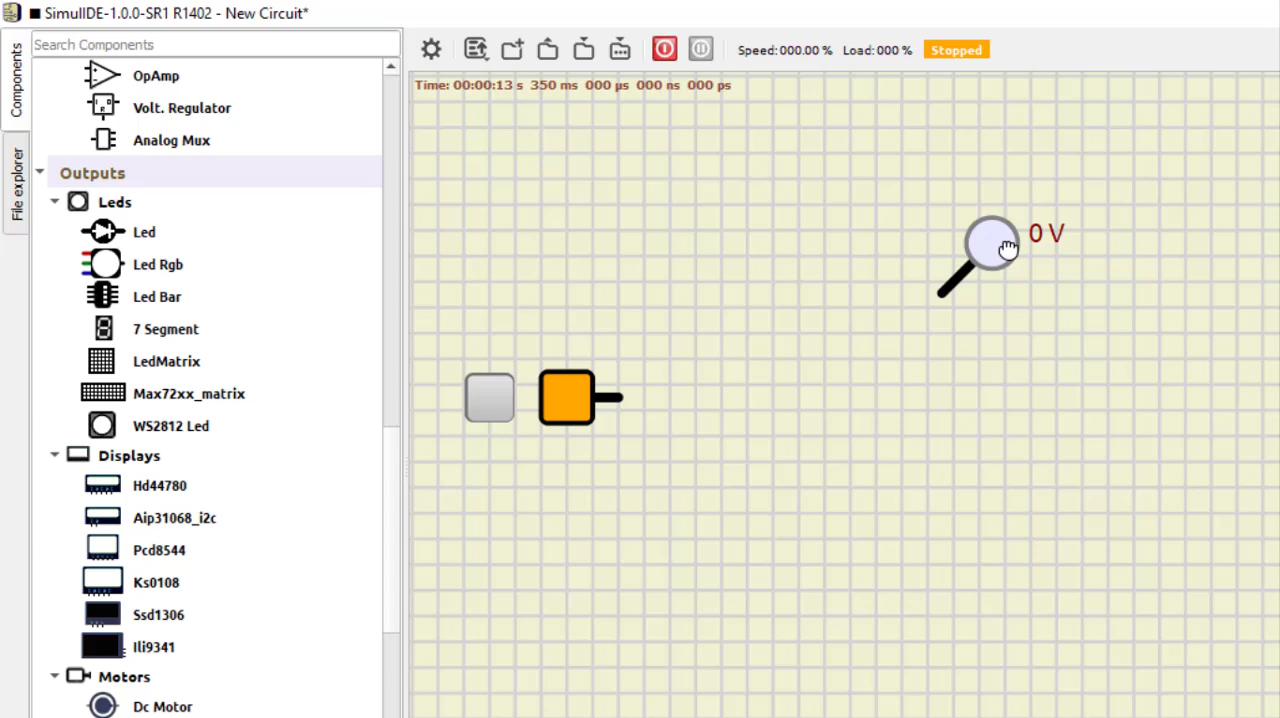 SimulIDE-1.0.0-SR1 R1402 - New Circuit*
Components
File explorer
Search Components
OpAmp
Volt. Regulator
Analog Mux
Outputs
Leds
Led
Led Rgb
Led Bar
7 Segment
LedMatrix
Max72xx_matrix
WS2812 Led
Displays
Hd44780
Aip31068_i2c
Pcd8544
Ks0108
Ssd1306
Ili9341
Motors
Dc Motor
Speed:000.00 % Load:000 % Stopped
Time: 00:00:13 s 350 ms 000 µs 000 ns 000 ps
0 V